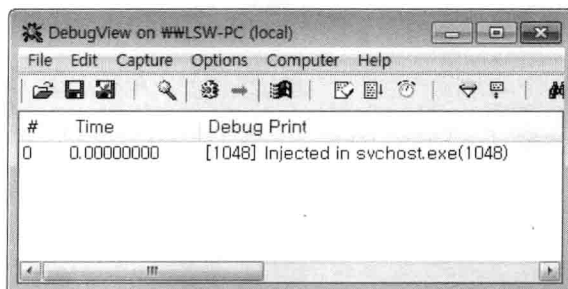 DebugView on ₩₩LSW-PC (local)
File Edit Capture Options Computer Help
# Time Debug Print
0 0.00000000 [1048] Injected in svchost.exe(1048)